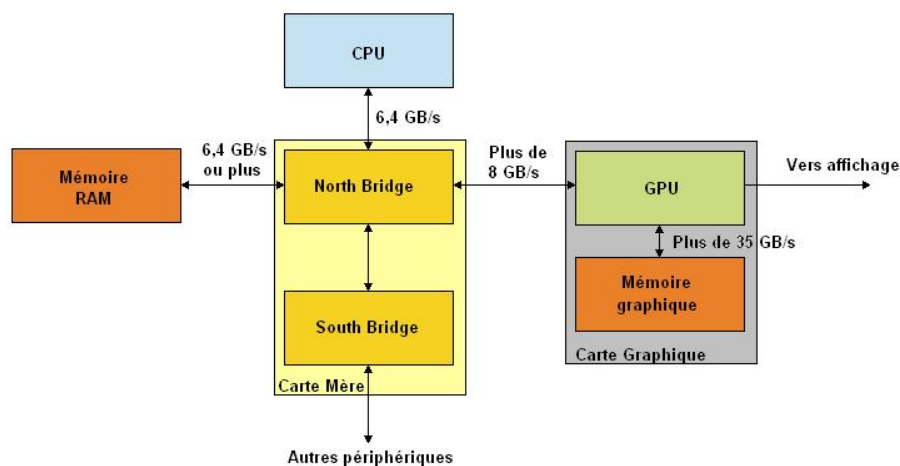 CPU
6,4 GB/s
6,4 GB/s
ou plus
Plus de
8 GB/s
Vers affichage
Mémoire
RAM
North Bridge
GPU
Plus de 35 GB/s
Mémoire
graphique
South Bridge
Carte Graphique
Carte Mère
Autres périphériques